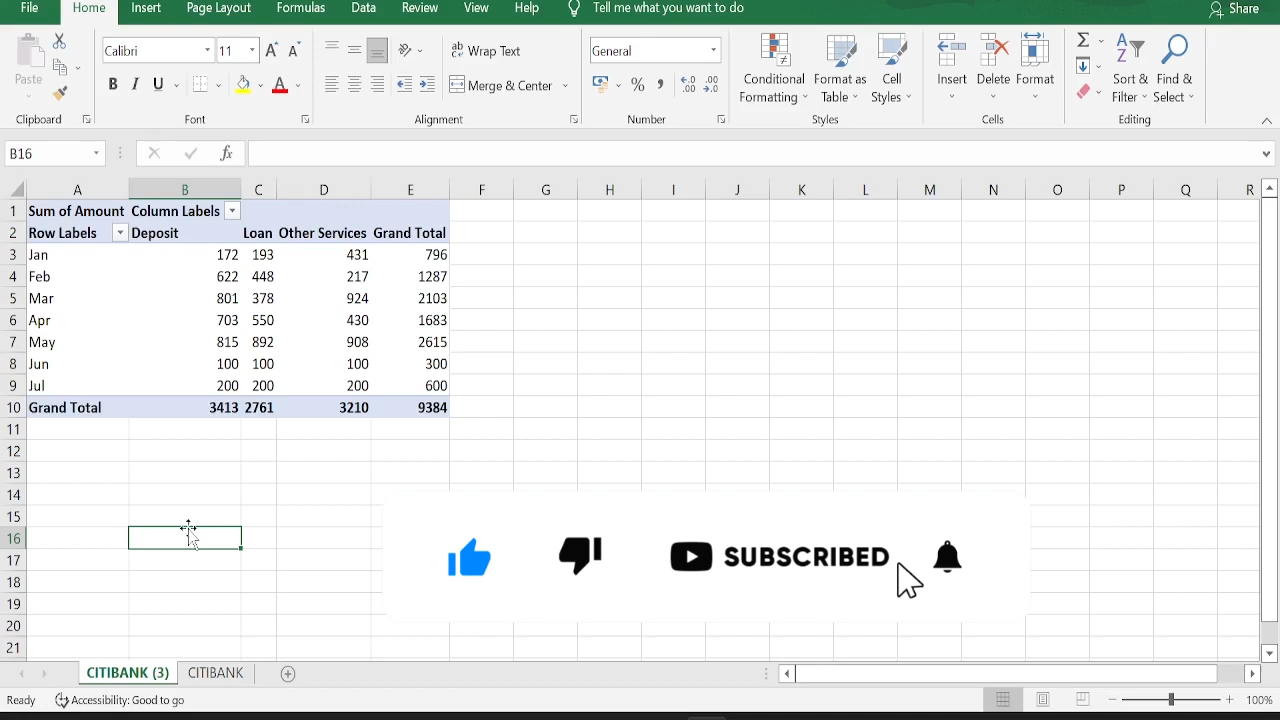 File Home Insert Page Layout Formulas Data Review View Help Tell me what you want to do Share
Paste Calibri 11 A A Wrap Text General Conditional Formatting Format as Table Cell Styles Insert Delete Format Sort & Filter Find & Select
B I U A Merge & Center % ,
Clipboard Font Alignment Number Styles Cells Editing
B16 fx
A B C D E F G H I J K L M N O P Q R
1 Sum of Amount Column Labels
2 Row Labels Deposit Loan Other Services Grand Total
3 Jan 172 193 431 796
4 Feb 622 448 217 1287
5 Mar 801 378 924 2103
6 Apr 703 550 430 1683
7 May 815 892 908 2615
8 Jun 100 100 100 300
9 Jul 200 200 200 600
10 Grand Total 3413 2761 3210 9384
11
12
13
14
15
16
17
SUBSCRIBED
18
19
20
21
CITIBANK (3) CITIBANK
Ready Accessibility: Good to go 100%